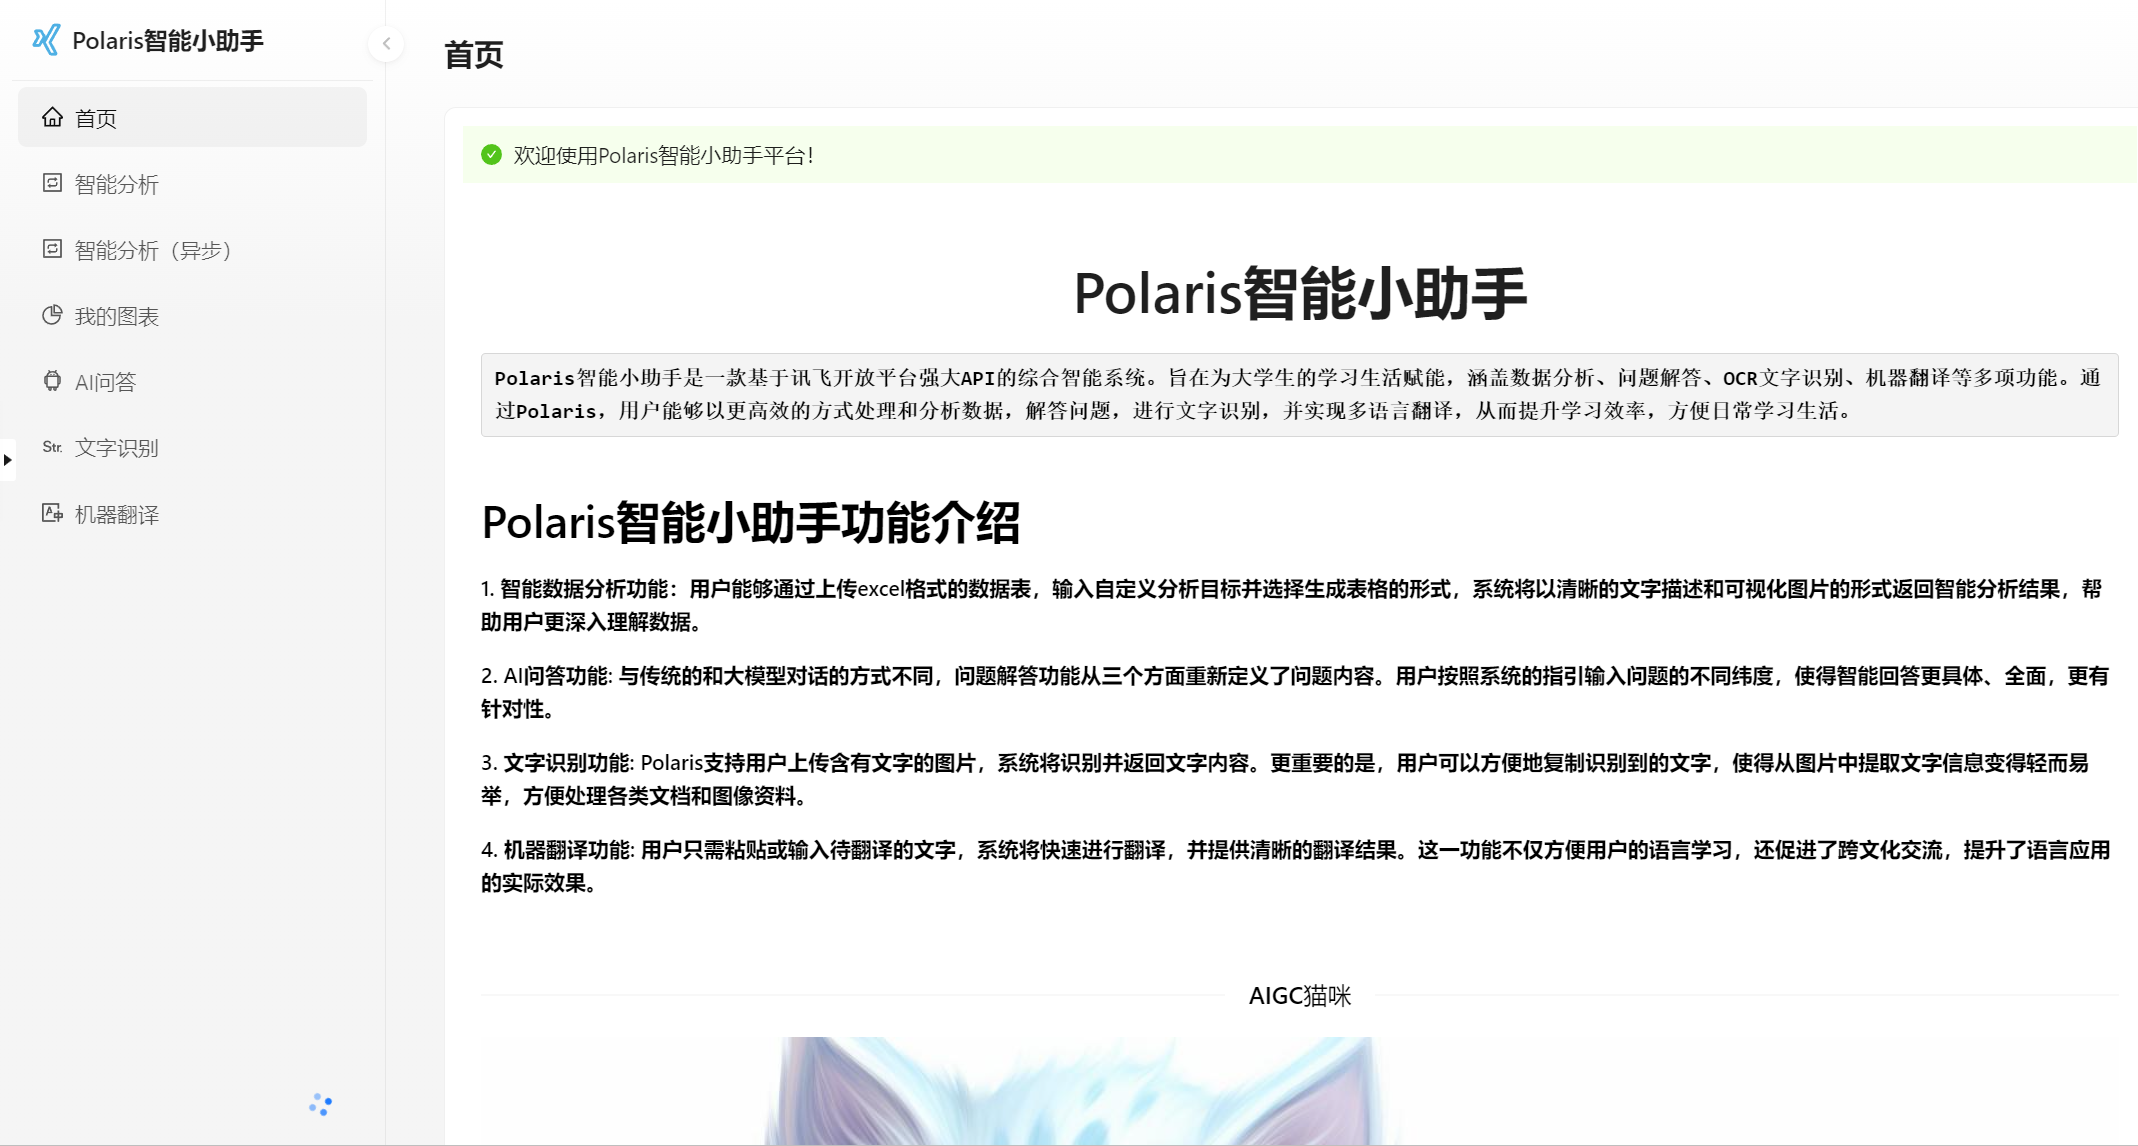 Polaris智能小助手
首页
智能分析
智能分析（异步）
我的图表
AI问答
Str. 文字识别
机器翻译
首页
欢迎使用Polaris智能小助手平台！
Polaris智能小助手
Polaris智能小助手是一款基于讯飞开放平台强大API的综合智能系统。旨在为大学生的学习生活赋能，涵盖数据分析、问题解答、OCR文字识别、机器翻译等多项功能。通
过Polaris，用户能够以更高效的方式处理和分析数据，解答问题，进行文字识别，并实现多语言翻译，从而提升学习效率，方便日常学习生活。
Polaris智能小助手功能介绍
1. 智能数据分析功能：用户能够通过上传excel格式的数据表，输入自定义分析目标并选择生成表格的形式，系统将以清晰的文字描述和可视化图片的形式返回智能分析结果，帮
助用户更深入理解数据。
2. AI问答功能: 与传统的和大模型对话的方式不同，问题解答功能从三个方面重新定义了问题内容。用户按照系统的指引输入问题的不同纬度，使得智能回答更具体、全面，更有
针对性。
3. 文字识别功能: Polaris支持用户上传含有文字的图片，系统将识别并返回文字内容。更重要的是，用户可以方便地复制识别到的文字，使得从图片中提取文字信息变得轻而易
举，方便处理各类文档和图像资料。
4. 机器翻译功能: 用户只需粘贴或输入待翻译的文字，系统将快速进行翻译，并提供清晰的翻译结果。这一功能不仅方便用户的语言学习，还促进了跨文化交流，提升了语言应用
的实际效果。
AIGC猫咪